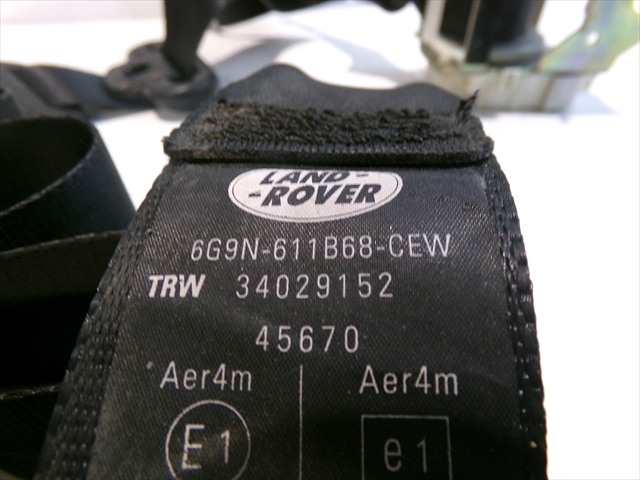 LAND-
-ROVER
6G9N-611B68-CEW
TRW 34029152
45670
Aer4m Aer4m
E1 e1